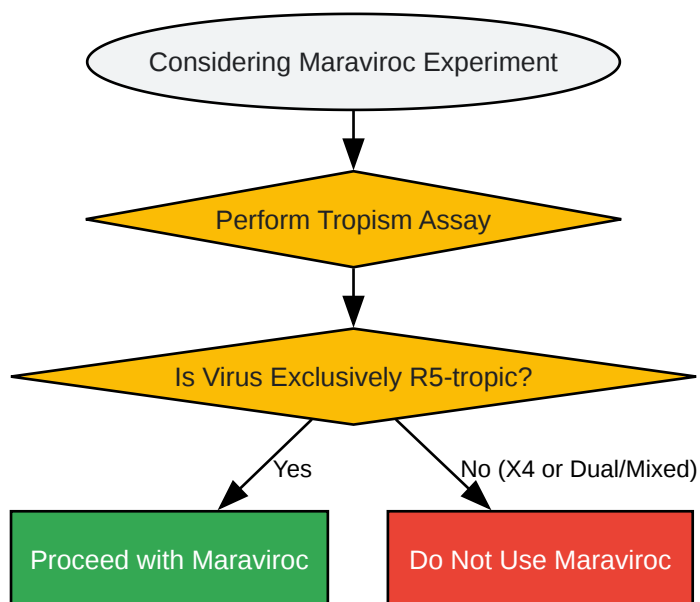 Considering Maraviroc Experiment
Perform Tropism Assay
Is Virus Exclusively R5-tropic?
Yes
No (X4 or Dual/Mixed)
Proceed with Maraviroc
Do Not Use Maraviroc